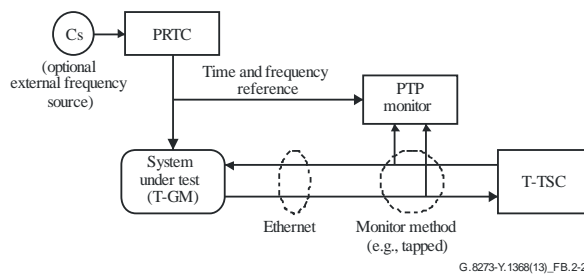 Cs
PRTC
(optional
external frequency
source)
Time and frequency
reference
PTP
monitor
System
under test
(T-GM)
T-TSC
Ethernet
Monitor method
(e.g., tapped)
G.8273-Y.1368(13)_FB.2-2